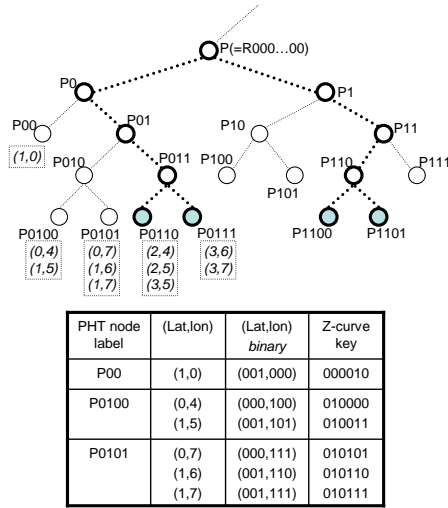 P(=R000...00)
P0
P1
P00
P01
P10
P11
(1,0)
P010
P011
P100
P101
P110
P111
P0100
P0101
P0110
P0111
P1100
P1101
(0,4)
(1,5)
(0,7)
(1,6)
(1,7)
(2,4)
(2,5)
(3,5)
(3,6)
(3,7)
PHT node label (Lat,lon) (Lat,lon) binary Z-curve key
P00 (1,0) (001,000) 000010
P0100 (0,4) (000,100) 010000
(1,5) (001,101) 010011
P0101 (0,7) (000,111) 010101
(1,6) (001,110) 010110
(1,7) (001,111) 010111